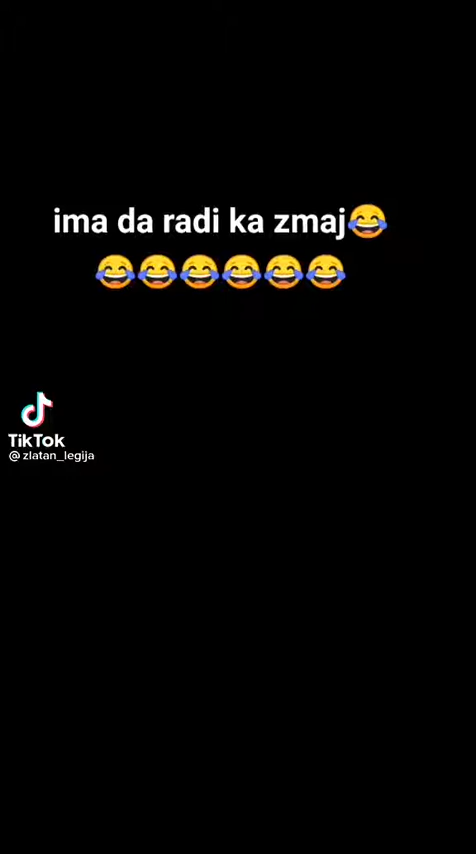 ima da radi ka zmaj😂
😂😂😂😂😂😂
TikTok
@zlatan_legija